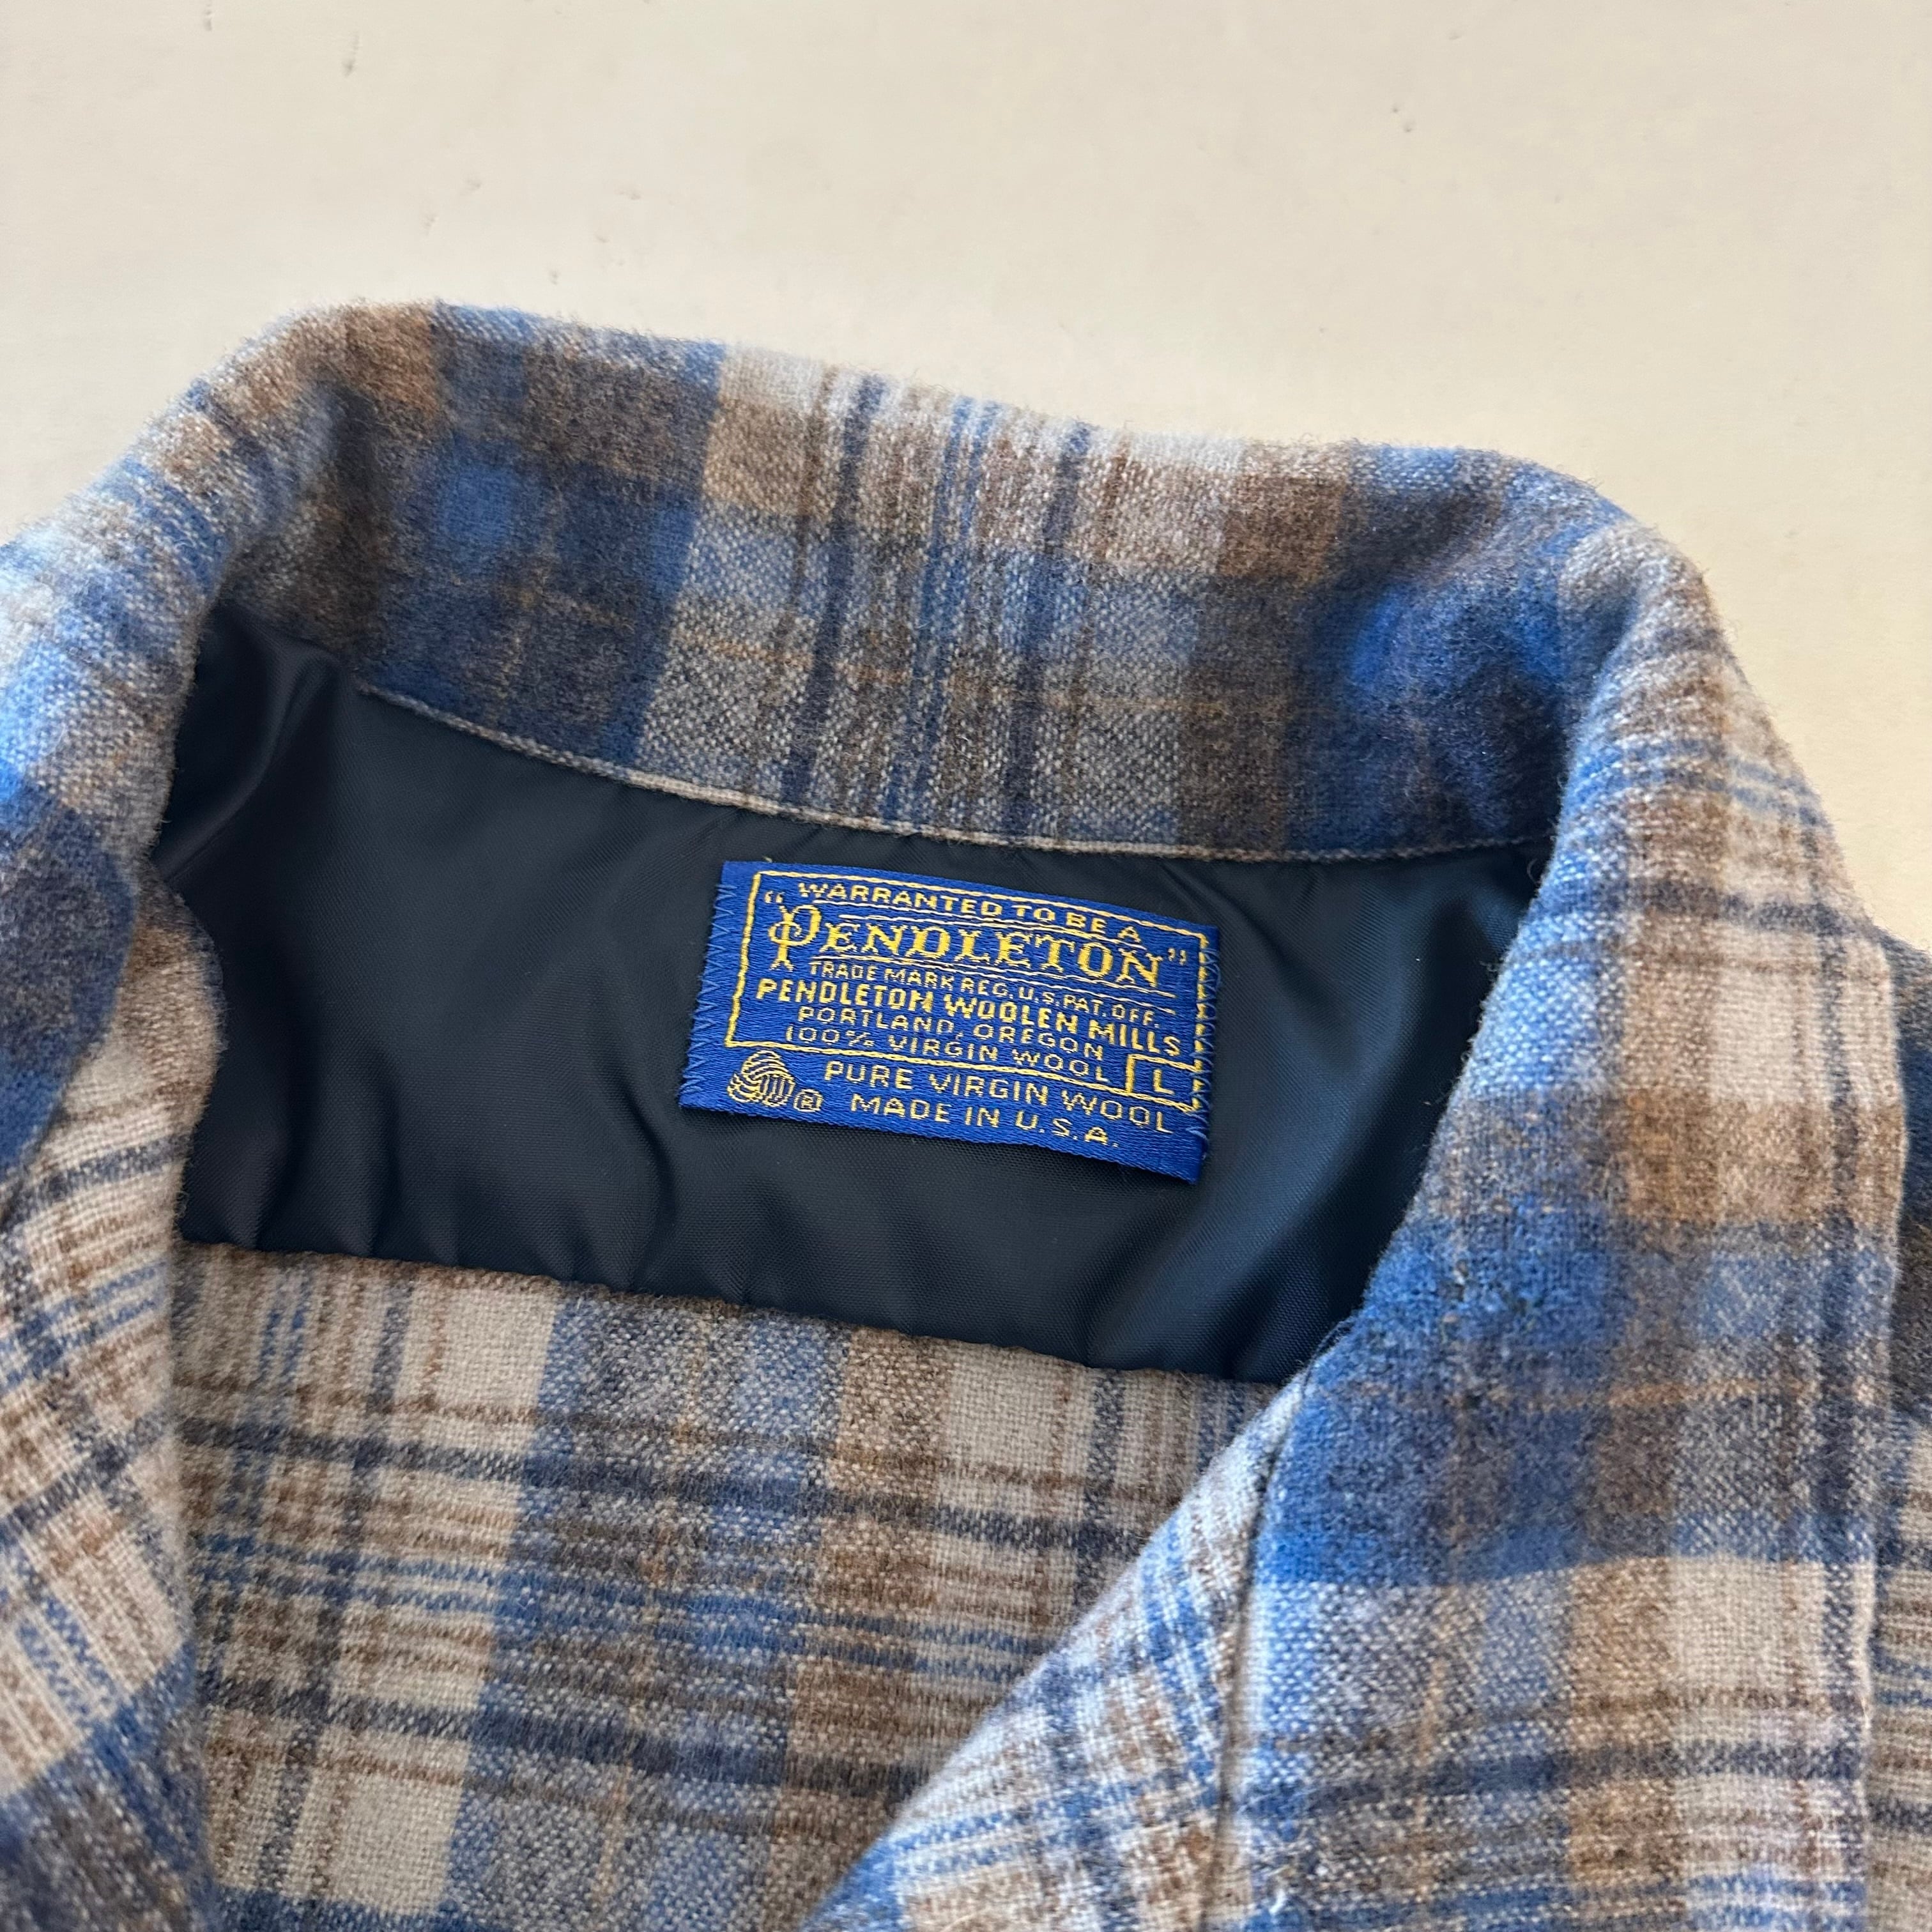 WARRANTED TO BE A
"PENDLETON"
TRADE MARK REG. U.S. PAT. OFF.
PENDLETON WOOLEN MILLS
PORTLAND, OREGON
100% VIRGIN WOOL L
PURE VIRGIN WOOL
® MADE IN U.S.A.